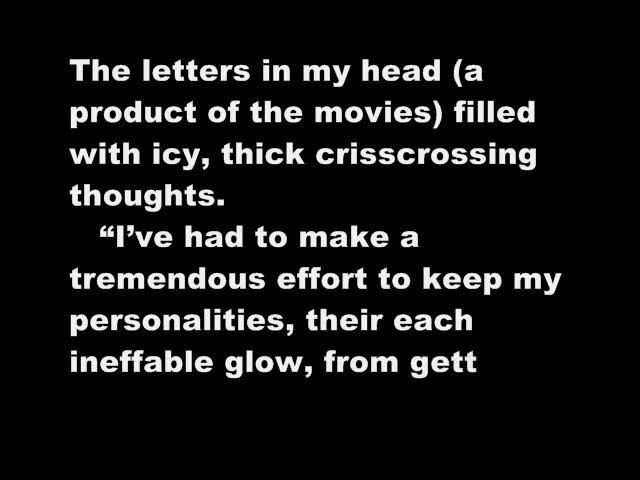 The letters in my head (a
product of the movies) filled
with icy, thick crisscrossing
thoughts.
“I’ve had to make a
tremendous effort to keep my
personalities, their each
ineffable glow, from gett